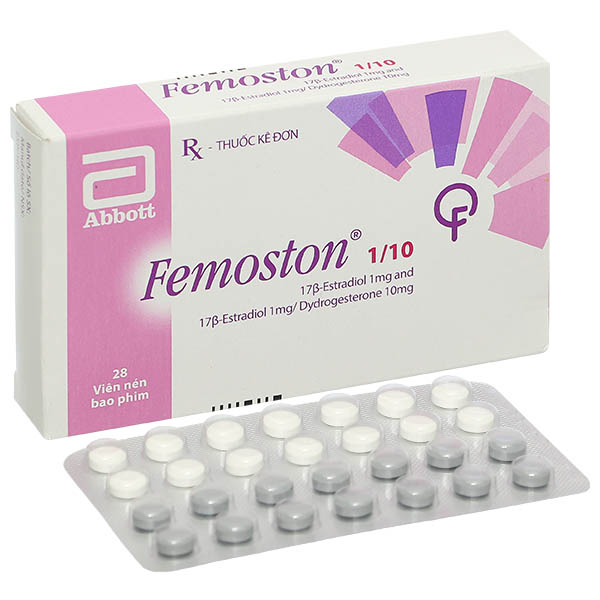 Femoston® 1/10
17β-Estradiol 1mg and
17β-Estradiol 1mg/ Dydrogesterone 10mg
Rx - THUỐC KÊ ĐƠN
Abbott
Femoston® 1/10
17β-Estradiol 1mg and
17β-Estradiol 1mg/ Dydrogesterone 10mg
28
Viên nén
bao phim